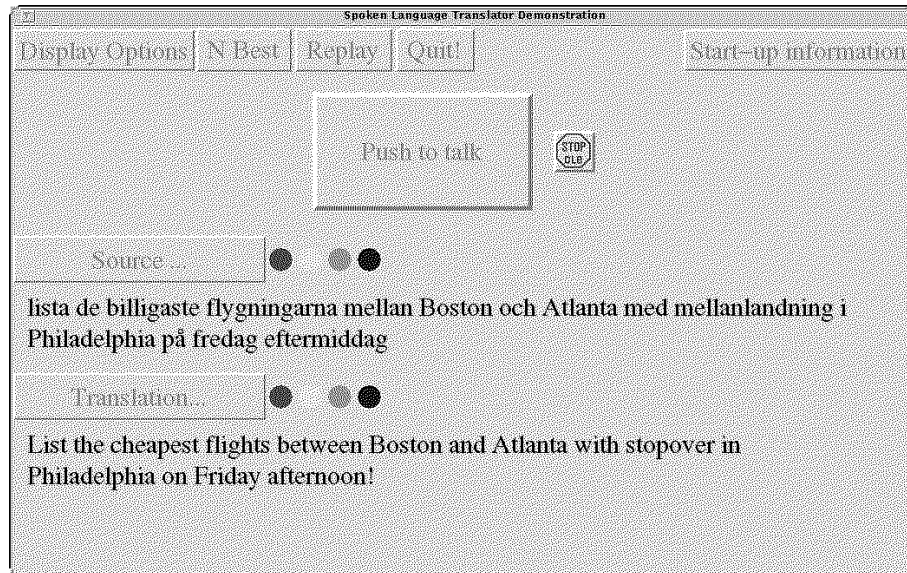 Spoken Language Translator Demonstration
Display Options N Best Replay Quit! Start-up information
Push to talk
STOP
CLE
Source ...
lista de billigaste flygningarna mellan Boston och Atlanta med mellanlandning i
Philadelphia på fredag eftermiddag
Translation...
List the cheapest flights between Boston and Atlanta with stopover in
Philadelphia on Friday afternoon!